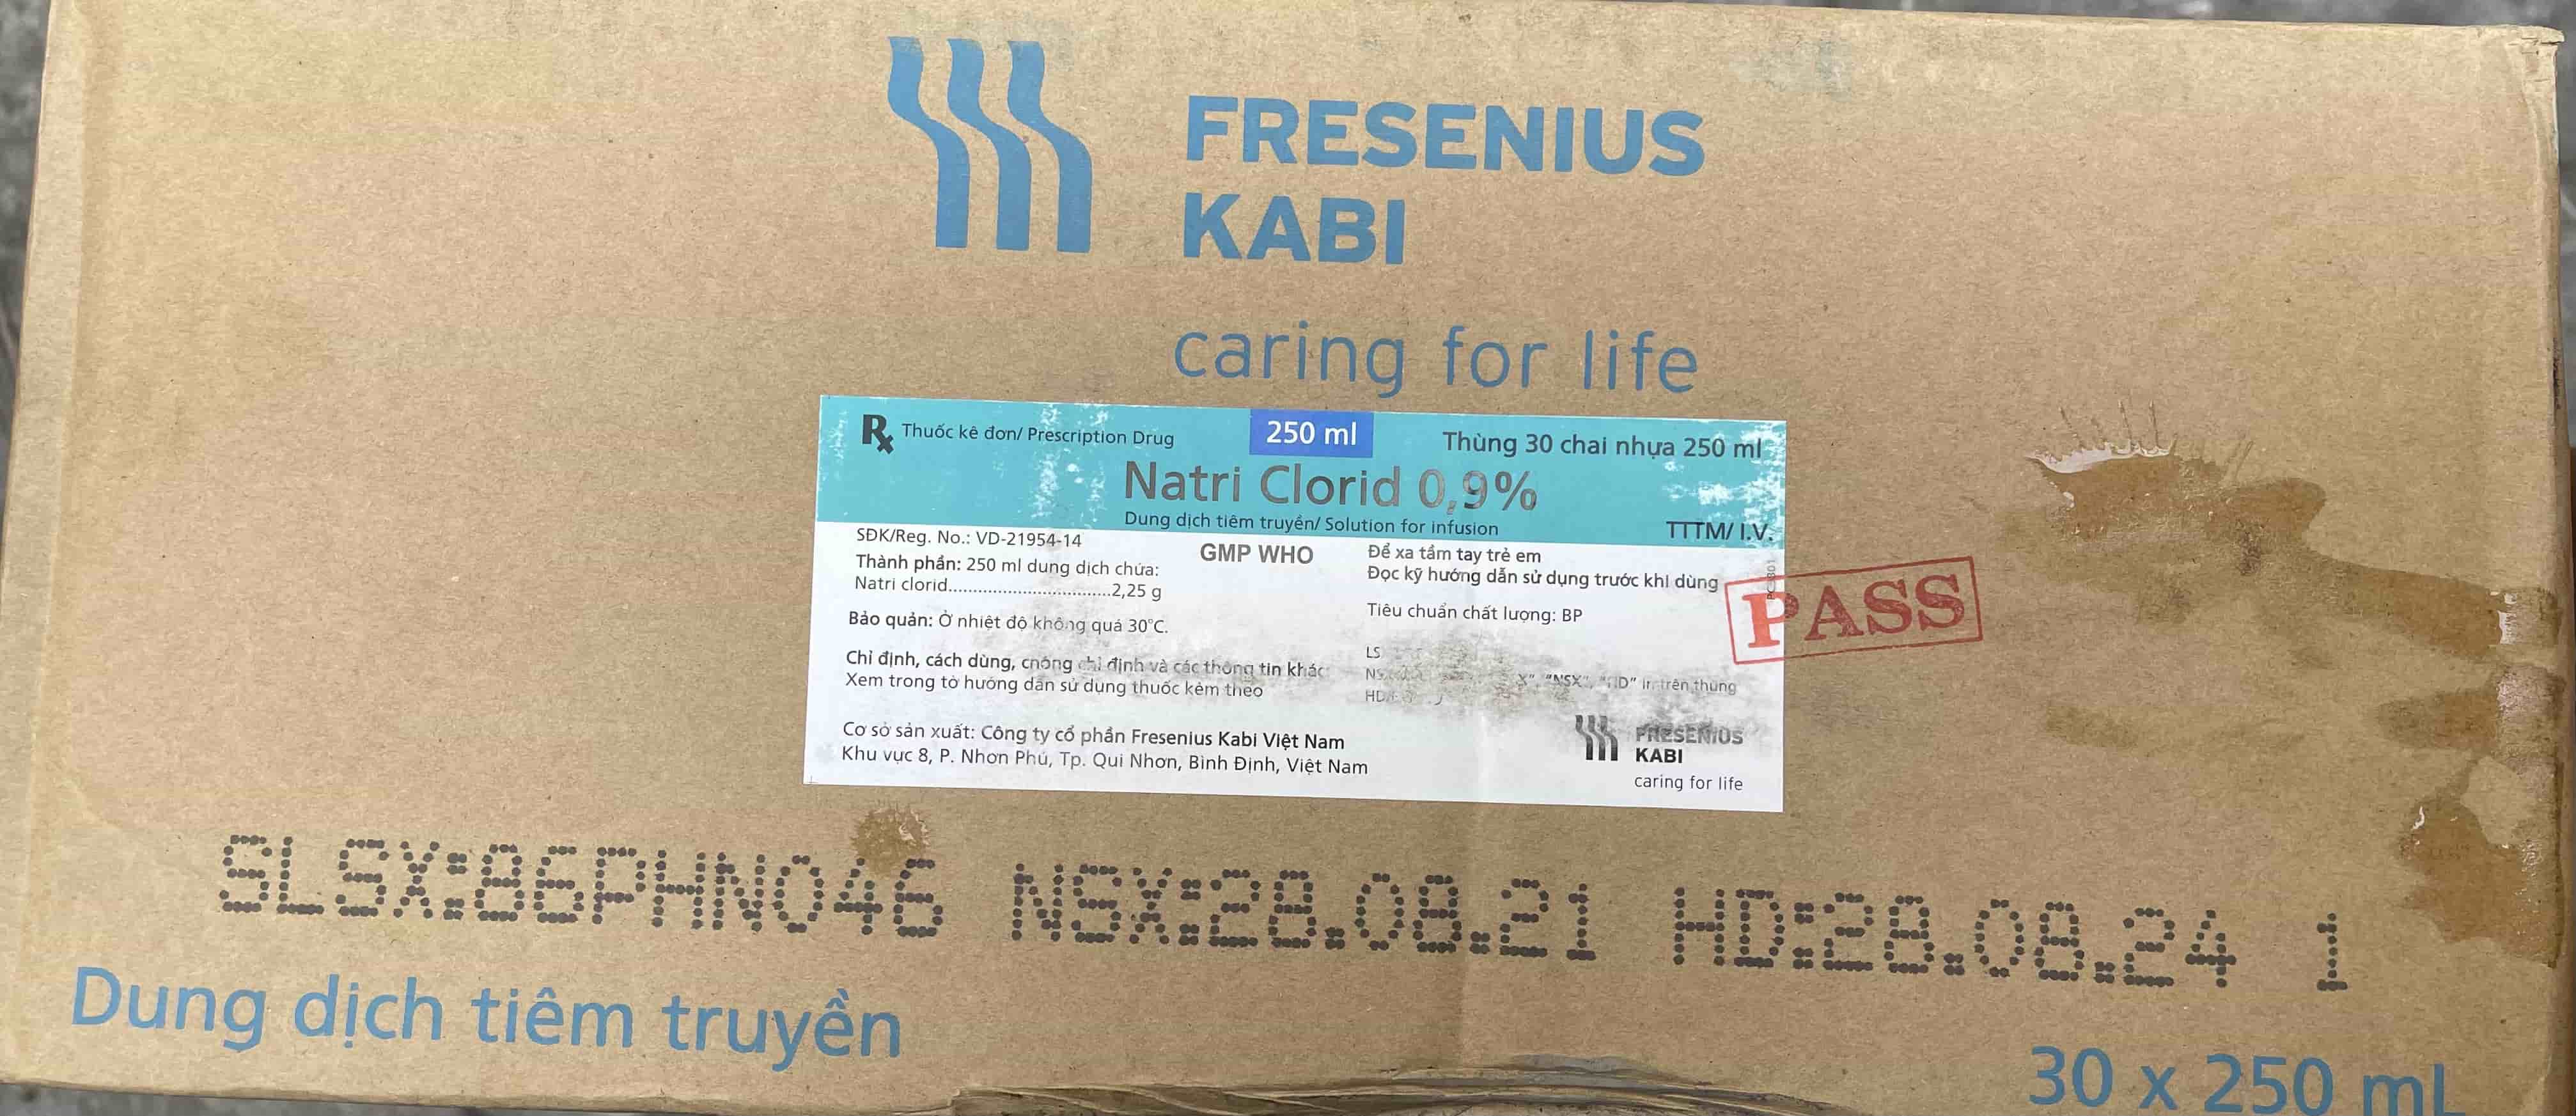 FRESENIUS
KABI
caring for life
Rx Thuốc kê đơn/ Prescription Drug
250 ml
Thùng 30 chai nhựa 250 ml
Natri Clorid 0,9%
Dung dịch tiêm truyền/ Solution for infusion
TTTM/ I.V.
SĐK/Reg. No.: VD-21954-14
GMP WHO
Thành phần: 250 ml dung dịch chứa:
Natri clorid.................................2,25 g
Bảo quản: Ở nhiệt độ không quá 30°C.
Chỉ định, cách dùng, chống chỉ định và các thông tin khác
Xem trong tờ hướng dẫn sử dụng thuốc kèm theo
Cơ sở sản xuất: Công ty cổ phần Fresenius Kabi Việt Nam
Khu vực 8, P. Nhơn Phú, Tp. Qui Nhơn, Bình Định, Việt Nam
Để xa tầm tay trẻ em
Đọc kỹ hướng dẫn sử dụng trước khi dùng
Tiêu chuẩn chất lượng: BP
"NSX", "HD" in trên thùng
FRESENIUS
KABI
caring for life
PASS
SLSX:86PHN046 NSX:28.08.21 HD:28.08.24 1
Dung dịch tiêm truyền
30 x 250 ml